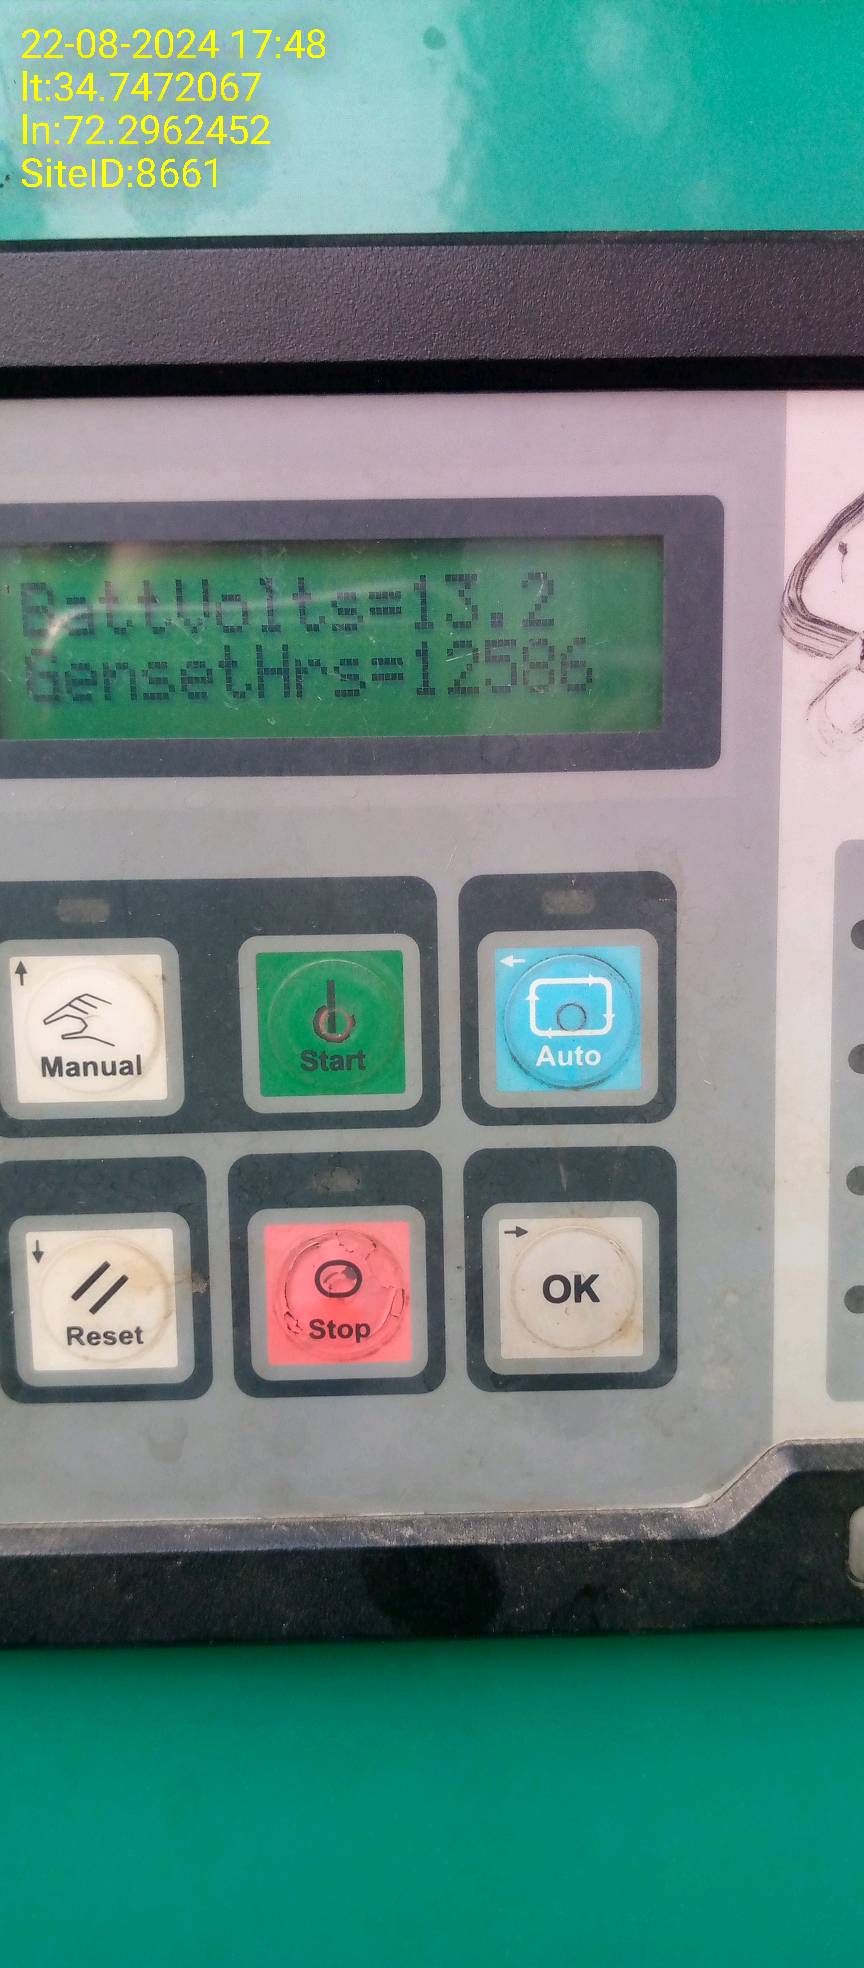 22-08-2024 17:48
lt:34.7472067
ln:72.2962452
SiteID:8661
BattVolts=13.2
GensetHrs=12586
Manual
Start
Auto
Reset
Stop
OK